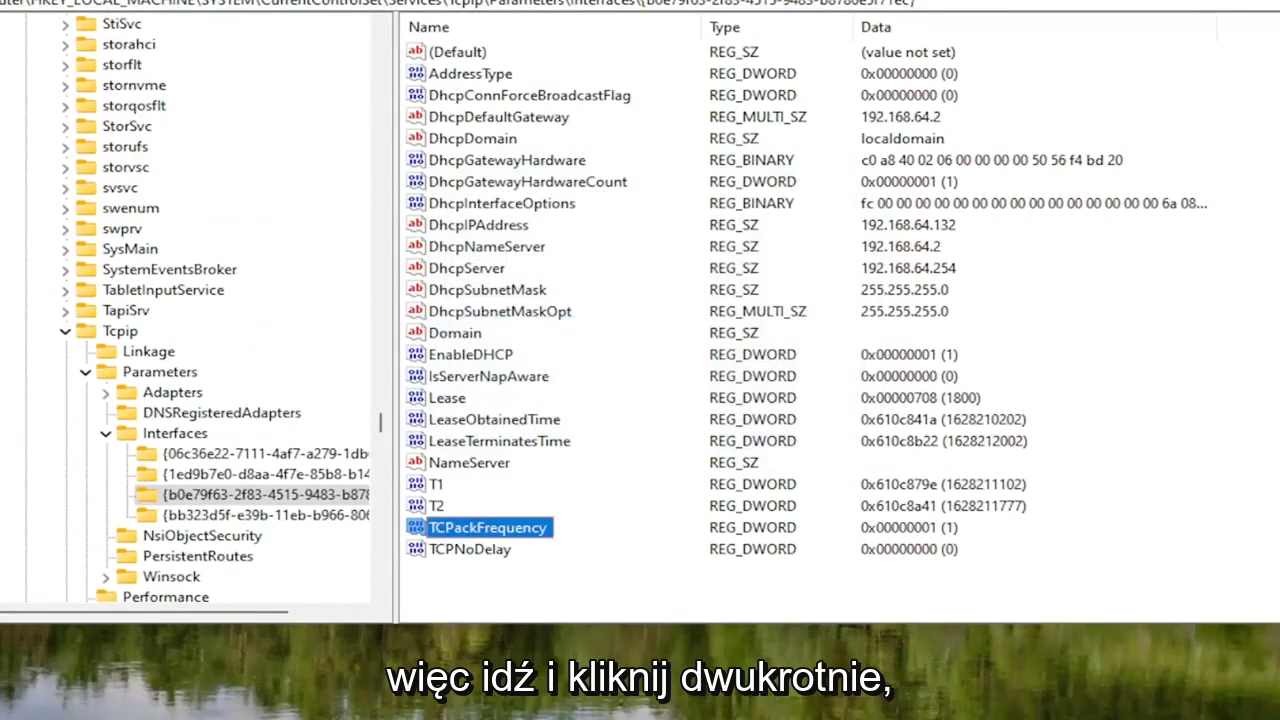 StiSvc
storahci
storflt
stornvme
storqosflt
StorSvc
storufs
storvsc
svsvc
swenum
swprv
SysMain
SystemEventsBroker
TabletInputService
TapiSrv
Tcpip
Linkage
Parameters
Adapters
DNSRegisteredAdapters
Interfaces
{06c36e22-7111-4af7-a279-1db
{1ed9b7e0-d8aa-4f7e-85b8-b14
{b0e79f63-2f83-4515-9483-b878
{bb323d5f-e39b-11eb-b966-806
NsiObjectSecurity
PersistentRoutes
Winsock
Performance
Name Type Data
(Default) REG_SZ (value not set)
AddressType REG_DWORD 0x00000000 (0)
DhcpConnForceBroadcastFlag REG_DWORD 0x00000000 (0)
DhcpDefaultGateway REG_MULTI_SZ 192.168.64.2
DhcpDomain REG_SZ localdomain
DhcpGatewayHardware REG_BINARY c0 a8 40 02 06 00 00 00 00 50 56 f4 bd 20
DhcpGatewayHardwareCount REG_DWORD 0x00000001 (1)
DhcpInterfaceOptions REG_BINARY fc 00 00 00 00 00 00 00 00 00 00 00 00 00 00 00 6a 08...
DhcpIPAddress REG_SZ 192.168.64.132
DhcpNameServer REG_SZ 192.168.64.2
DhcpServer REG_SZ 192.168.64.254
DhcpSubnetMask REG_SZ 255.255.255.0
DhcpSubnetMaskOpt REG_MULTI_SZ 255.255.255.0
Domain REG_SZ
EnableDHCP REG_DWORD 0x00000001 (1)
IsServerNapAware REG_DWORD 0x00000000 (0)
Lease REG_DWORD 0x00000708 (1800)
LeaseObtainedTime REG_DWORD 0x610c841a (1628210202)
LeaseTerminatesTime REG_DWORD 0x610c8b22 (1628212002)
NameServer REG_SZ
T1 REG_DWORD 0x610c879e (1628211102)
T2 REG_DWORD 0x610c8a41 (1628211777)
TCPackFrequency REG_DWORD 0x00000001 (1)
TCPNoDelay REG_DWORD 0x00000000 (0)
więc idź i kliknij dwukrotnie,